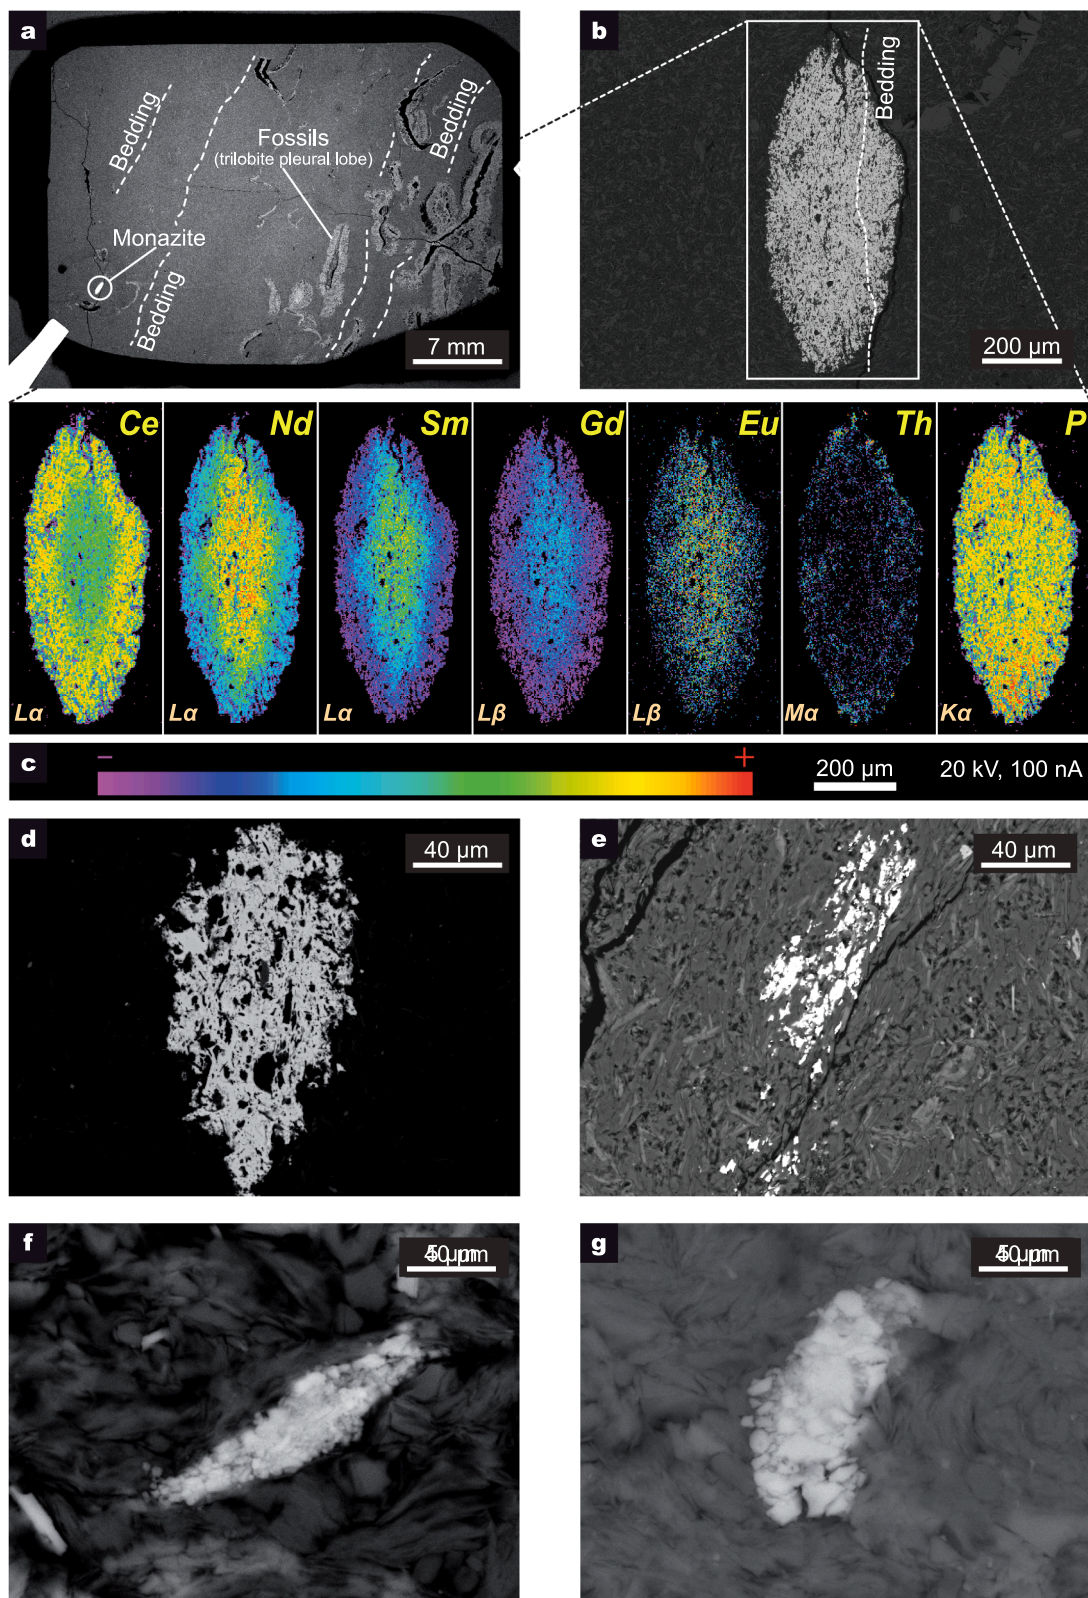 a
Bedding
Fossils
(trilobite pleural lobe)
Bedding
Monazite
Bedding
7 mm
b
Bedding
200 µm
Ce
Nd
Sm
Gd
Eu
Th
P
Lα
Lα
Lα
Lβ
Lβ
Mα
Kα
c
− +
200 µm
20 kV, 100 nA
d
40 µm
e
40 µm
f
g